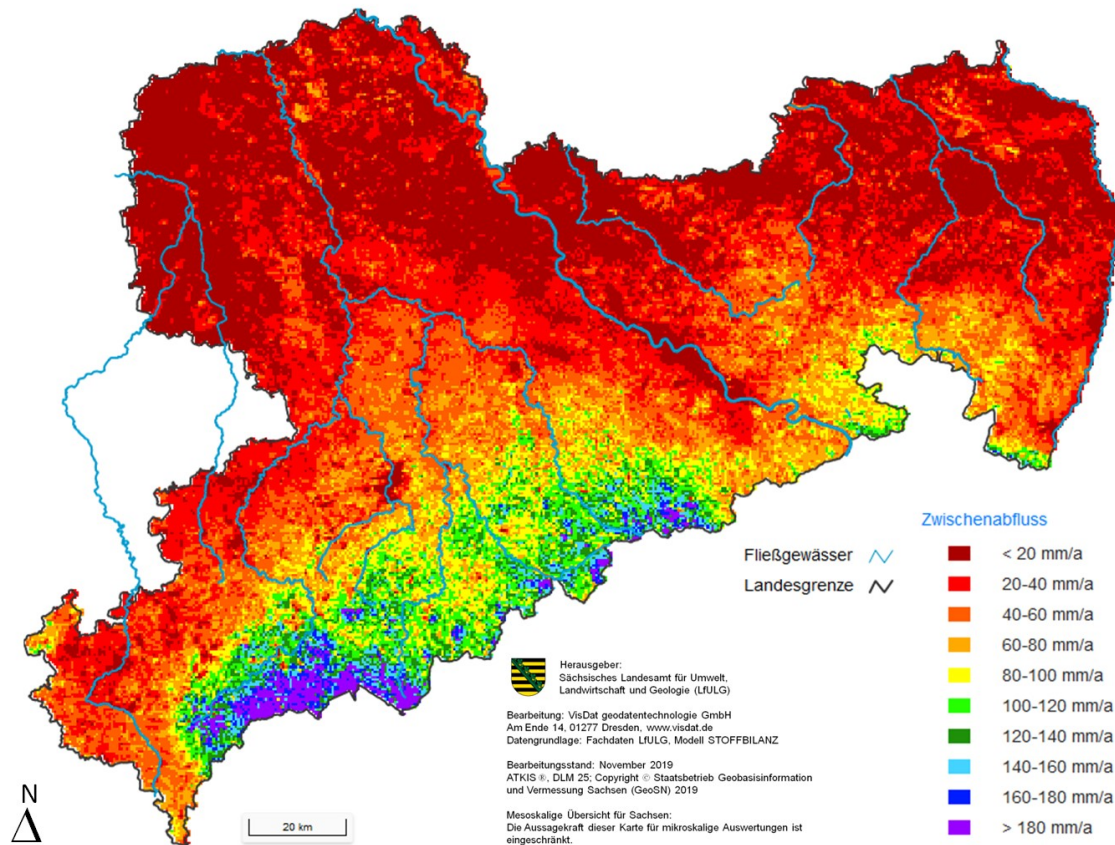 Zwischenabfluss
Fließgewässer
Landesgrenze
< 20 mm/a
20-40 mm/a
40-60 mm/a
60-80 mm/a
80-100 mm/a
100-120 mm/a
120-140 mm/a
140-160 mm/a
160-180 mm/a
> 180 mm/a
Herausgeber:
Sächsisches Landesamt für Umwelt,
Landwirtschaft und Geologie (LfULG)
Bearbeitung: VisDat geodatentechnologie GmbH
Am Ende 14, 01277 Dresden, www.visdat.de
Datengrundlage: Fachdaten LfULG, Modell STOFFBILANZ
Bearbeitungsstand: November 2019
ATKIS ®, DLM 25; Copyright © Staatsbetrieb Geobasisinformation
und Vermessung Sachsen (GeoSN) 2019
Mesoskalige Übersicht für Sachsen:
Die Aussagekraft dieser Karte für mikroskalige Auswertungen ist
eingeschränkt.
N
20 km